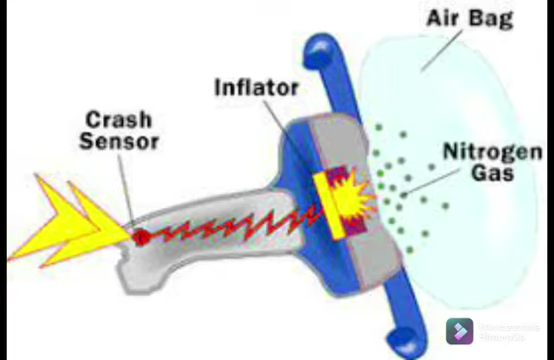 Air Bag
Inflator
Crash
Sensor
Nitrogen
Gas